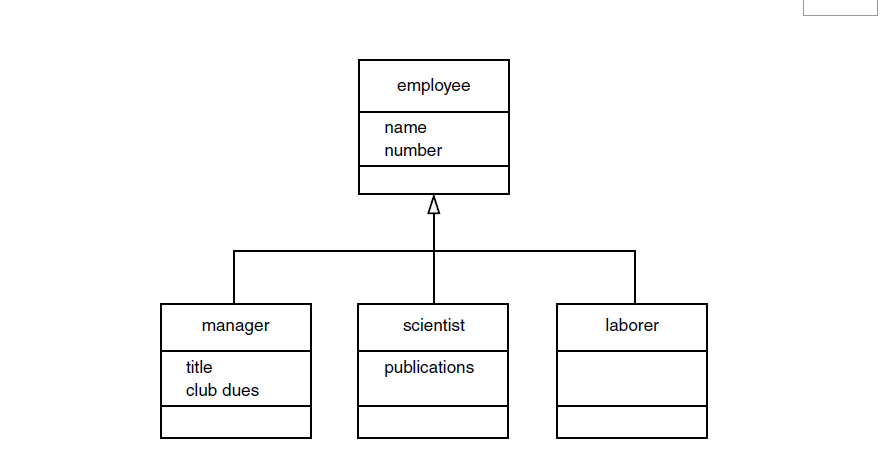 employee
name
number
manager
title
club dues
scientist
publications
laborer